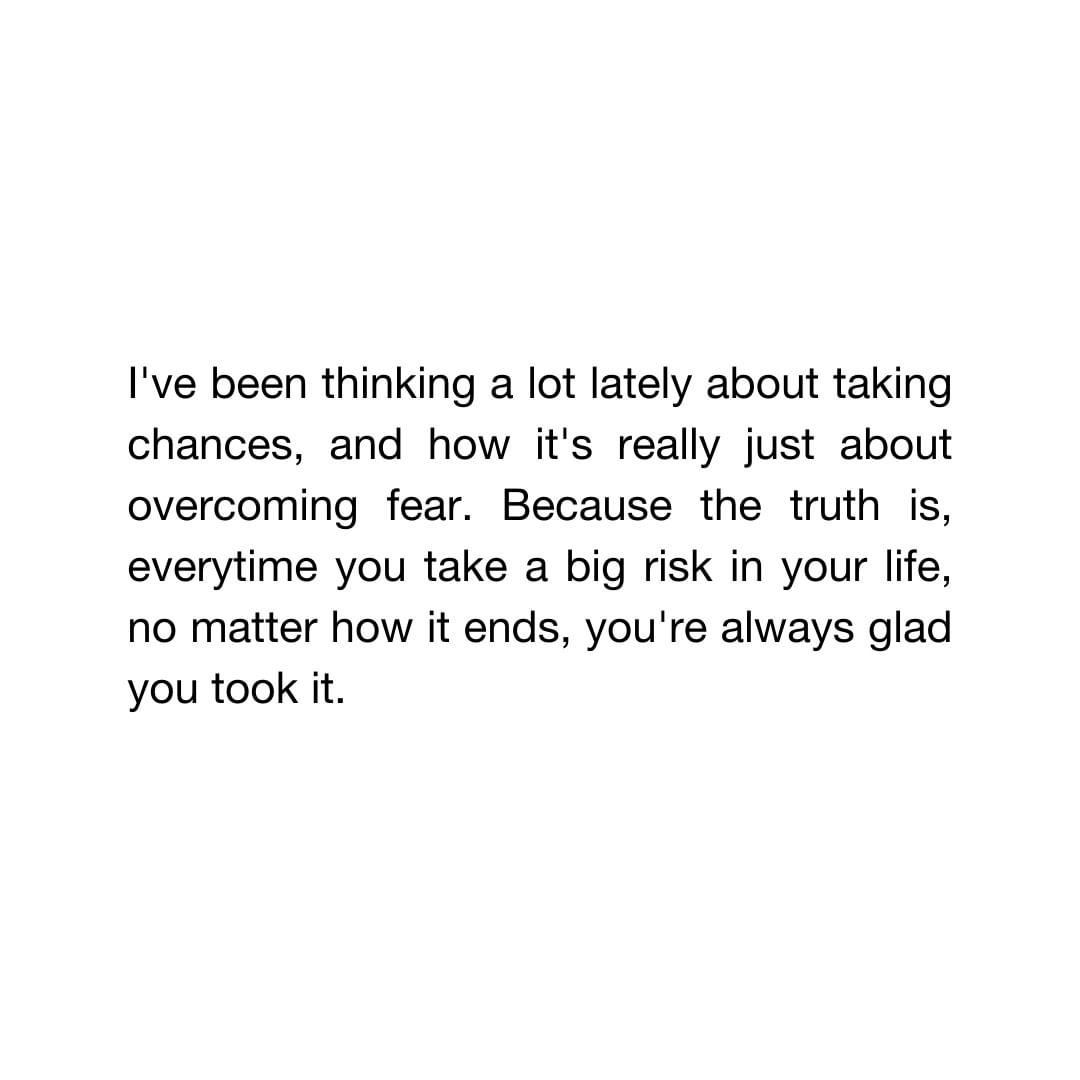 I've been thinking a lot lately about taking
chances, and how it's really just about
overcoming fear. Because the truth is,
everytime you take a big risk in your life,
no matter how it ends, you're always glad
you took it.